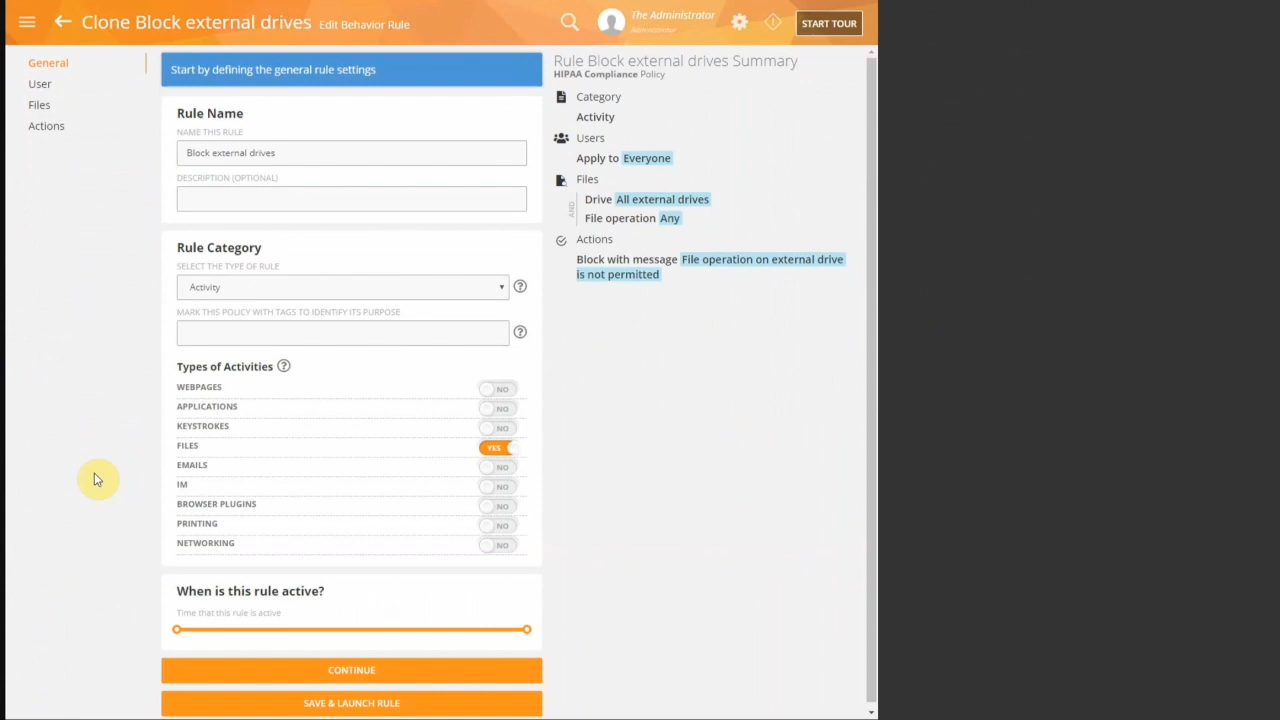 Clone Block external drives Edit Behavior Rule
The Administrator
Administrator
START TOUR
General
User
Files
Actions
Start by defining the general rule settings
Rule Name
NAME THIS RULE
Block external drives
DESCRIPTION (OPTIONAL)
Rule Category
SELECT THE TYPE OF RULE
Activity
MARK THIS POLICY WITH TAGS TO IDENTIFY ITS PURPOSE
Types of Activities
WEBPAGES NO
APPLICATIONS NO
KEYSTROKES NO
FILES YES
EMAILS NO
IM NO
BROWSER PLUGINS NO
PRINTING NO
NETWORKING NO
When is this rule active?
Time that this rule is active
CONTINUE
SAVE & LAUNCH RULE
Rule Block external drives Summary
HIPAA Compliance Policy
Category
Activity
Users
Apply to Everyone
Files
AND
Drive All external drives
File operation Any
Actions
Block with message File operation on external drive
is not permitted